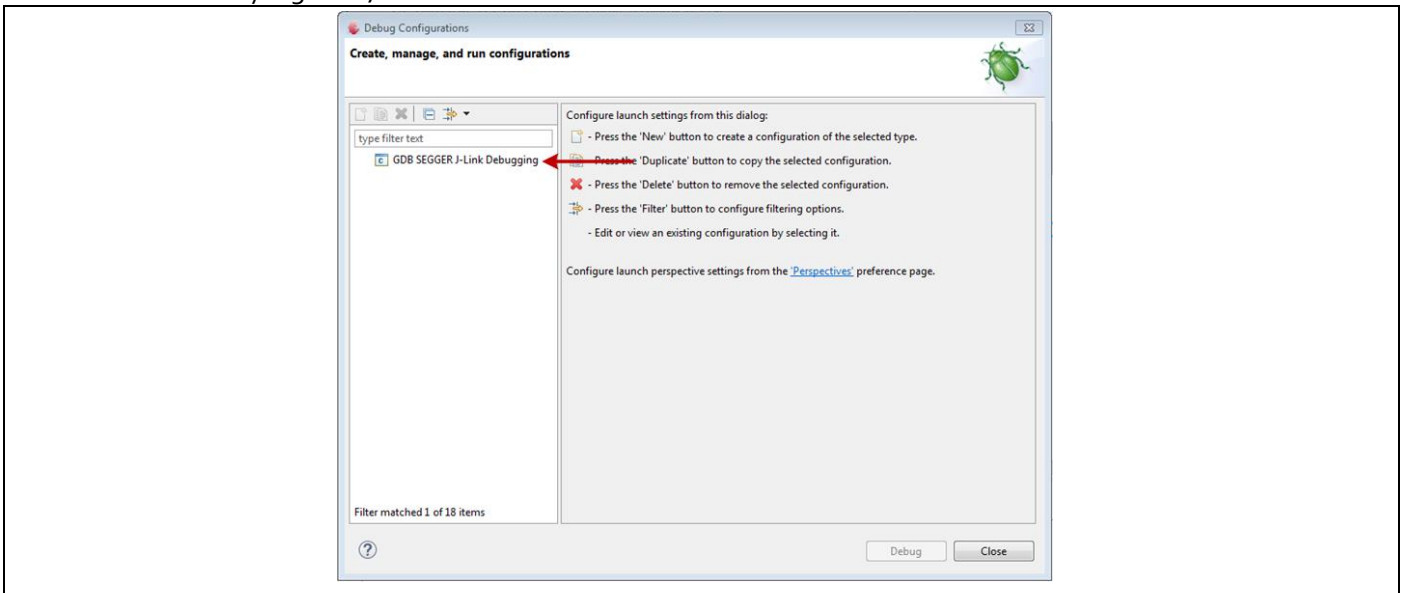 Debug Configurations
Create, manage, and run configurations
type filter text
GDB SEGGER J-Link Debugging
Filter matched 1 of 18 items
Configure launch settings from this dialog:
- Press the 'New' button to create a configuration of the selected type.
- Press the 'Duplicate' button to copy the selected configuration.
- Press the 'Delete' button to remove the selected configuration.
- Press the 'Filter' button to configure filtering options.
- Edit or view an existing configuration by selecting it.
Configure launch perspective settings from the 'Perspectives' preference page.
?
Debug
Close